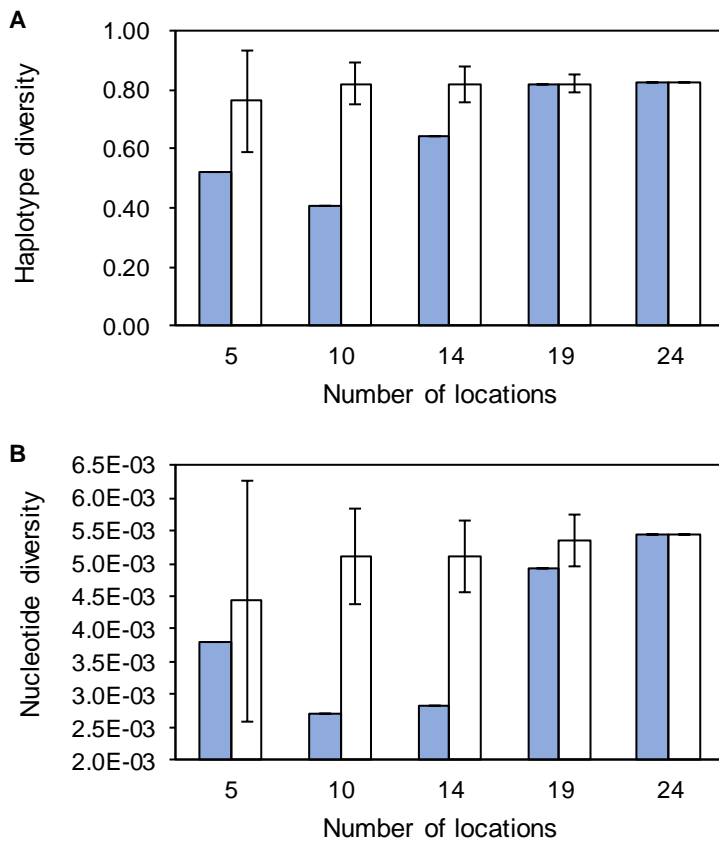 A
Haplotype diversity
1.00
0.80
0.60
0.40
0.20
0.00
5 10 14 19 24
Number of locations
B
Nucleotide diversity
6.5E-03
6.0E-03
5.5E-03
5.0E-03
4.5E-03
4.0E-03
3.5E-03
3.0E-03
2.5E-03
2.0E-03
5 10 14 19 24
Number of locations